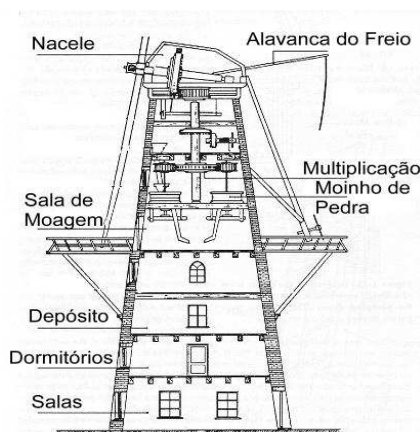 Nacele
Alavanca do Freio
Multiplicação
Moinho de
Pedra
Sala de
Moagem
Depósito
Dormitórios
Salas